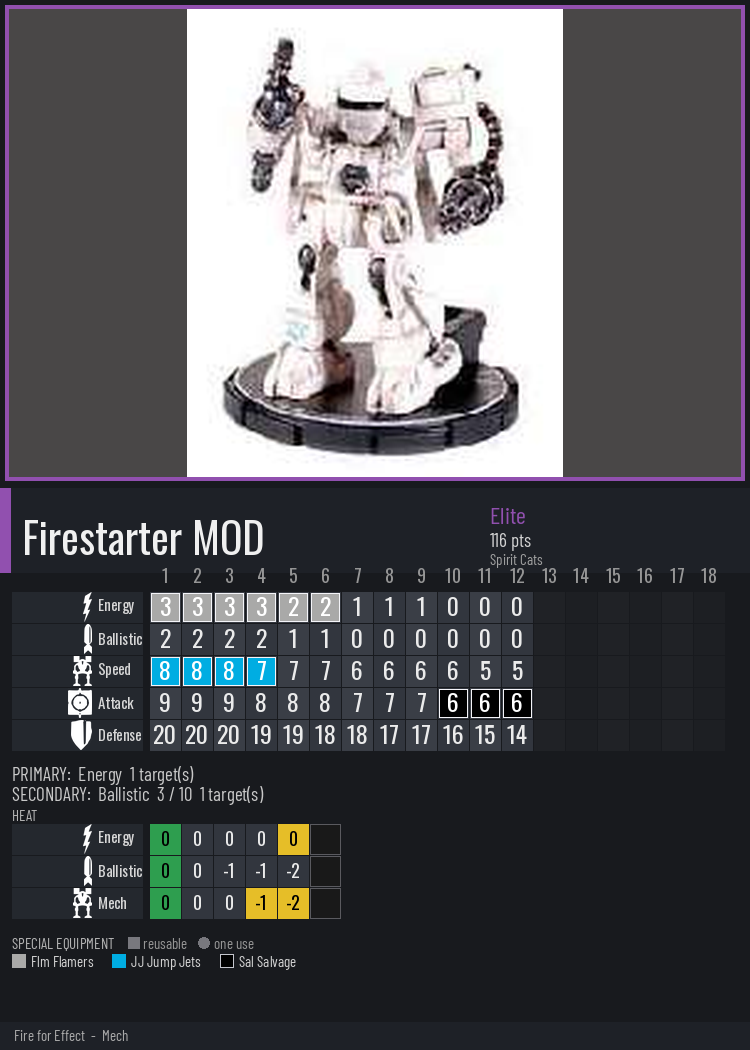 Firestarter MOD
Elite
116 pts
Spirit Cats
1 2 3 4 5 6 7 8 9 10 11 12 13 14 15 16 17 18
Energy 3 3 3 3 2 2 1 1 1 0 0 0
Ballistic 2 2 2 2 1 1 0 0 0 0 0 0
Speed 8 8 8 7 7 7 6 6 6 6 5 5
Attack 9 9 9 8 8 8 7 7 7 6 6 6
Defense 20 20 20 19 19 18 18 17 17 16 15 14
PRIMARY: Energy 1 target(s)
SECONDARY: Ballistic 3 / 10 1 target(s)
HEAT
Energy 0 0 0 0 0
Ballistic 0 0 -1 -1 -2
Mech 0 0 0 -1 -2
SPECIAL EQUIPMENT reusable one use
Flm Flamers JJ Jump Jets Sal Salvage
Fire for Effect - Mech